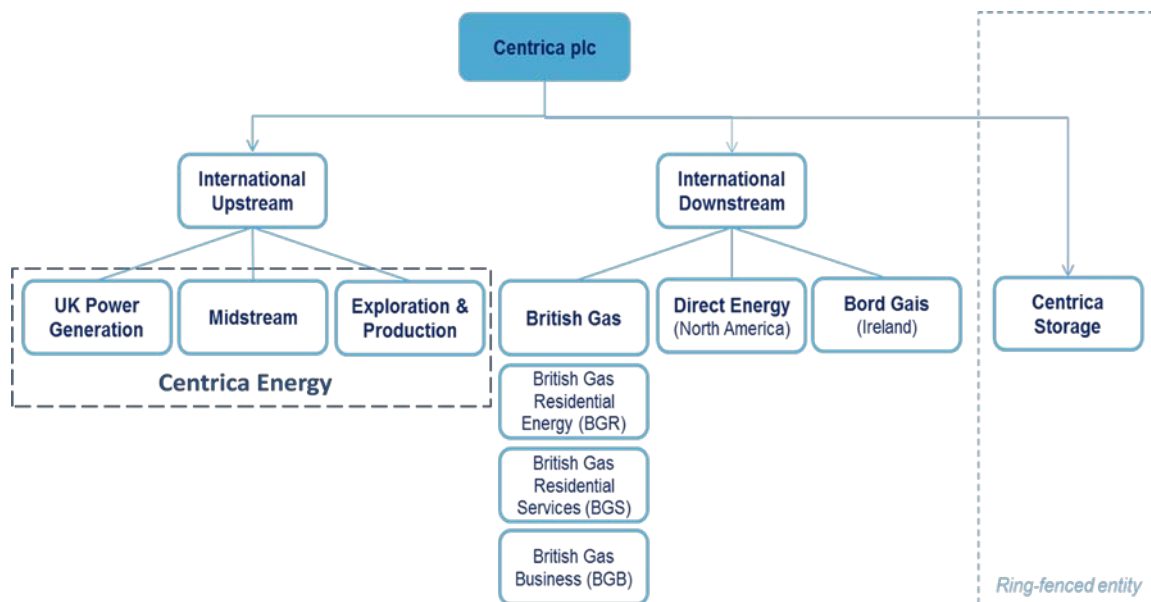 Centrica plc
International
Upstream
International
Downstream
UK Power
Generation
Midstream
Exploration &
Production
Centrica Energy
British Gas
Direct Energy
(North America)
Bord Gais
(Ireland)
Centrica
Storage
British Gas
Residential
Energy (BGR)
British Gas
Residential
Services (BGS)
British Gas
Business (BGB)
Ring-fenced entity